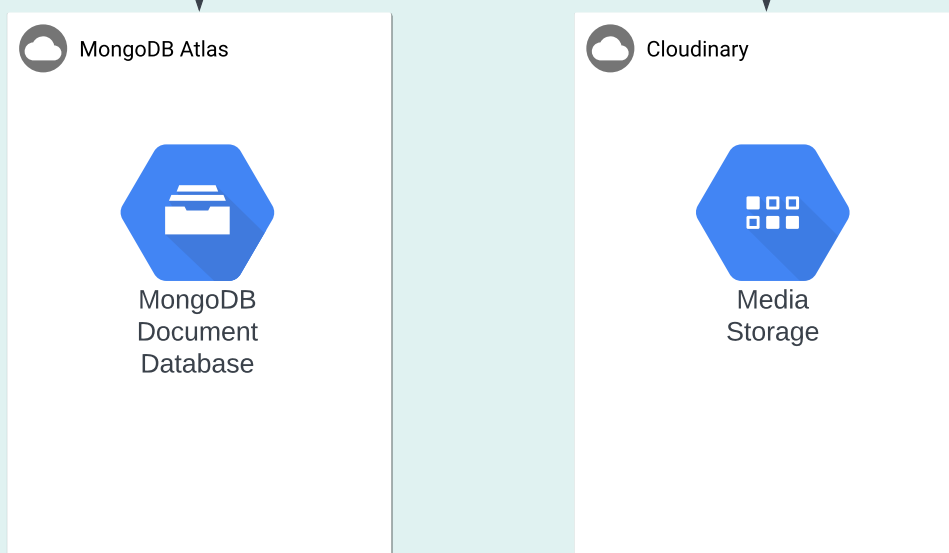 MongoDB Atlas
Cloudinary
MongoDB
Document
Database
Media
Storage